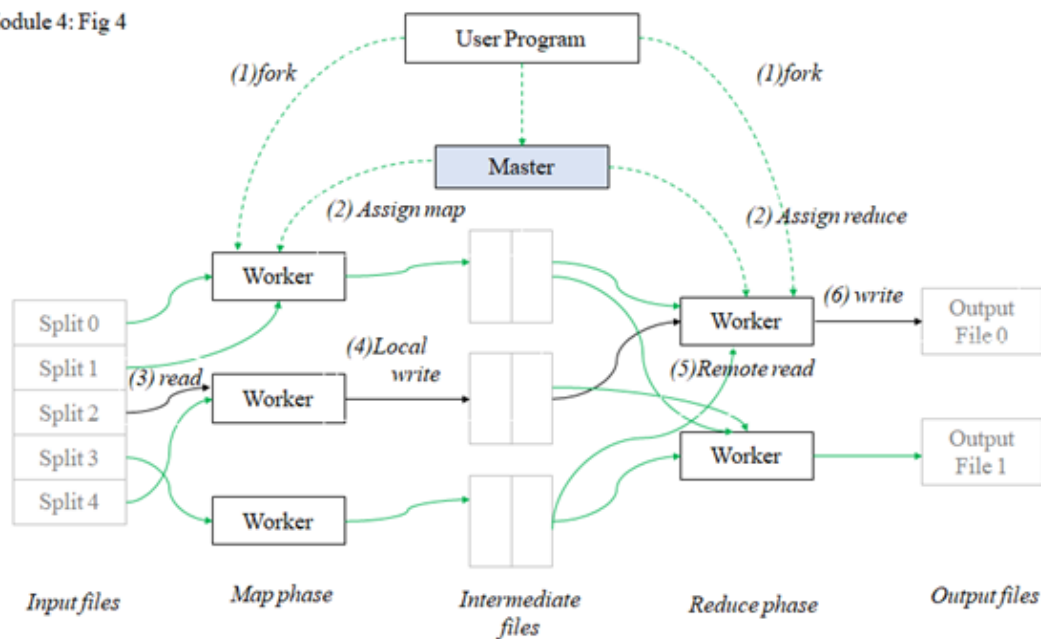 odule 4: Fig 4
User Program
(1)fork
(1)fork
Master
(2) Assign map
(2) Assign reduce
Worker
Split 0
Split 1
Split 2
Split 3
Split 4
(3) read
Worker
(4)Local
write
Worker
Worker
(5)Remote read
Worker
(6) write
Output
File 0
Output
File 1
Input files
Map phase
Intermediate
files
Reduce phase
Output files